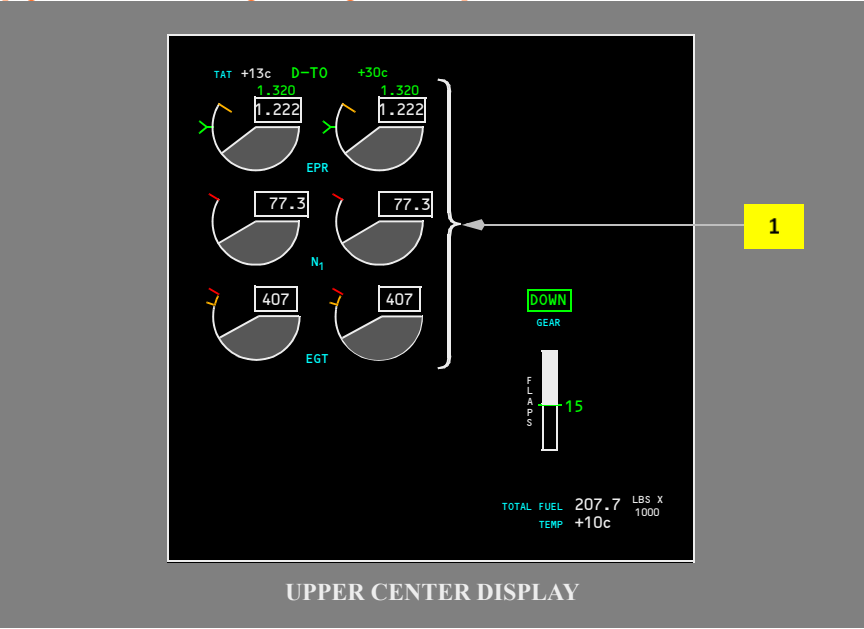 TAT +13c D-TO +30c
1.320 1.320
1.222 1.222
EPR
77.3 77.3
N1
407 407
EGT
1
DOWN
GEAR
FLAPS
15
TOTAL FUEL 207.7 LBS X
1000
TEMP +10c
UPPER CENTER DISPLAY